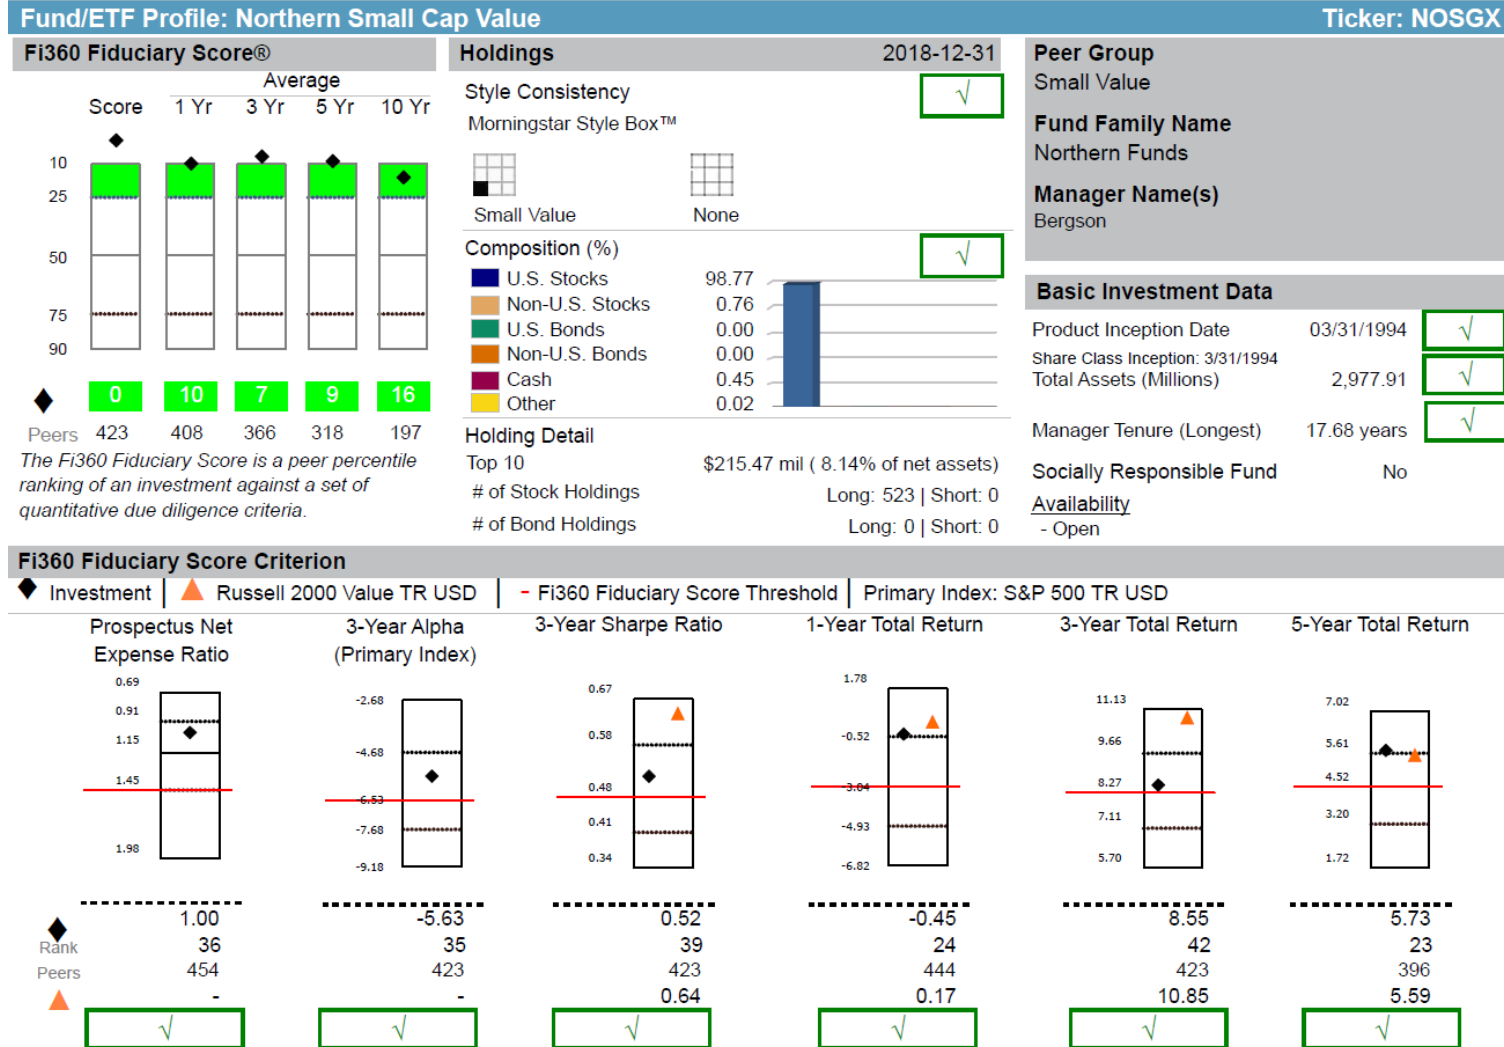 Fund/ETF Profile: Northern Small Cap Value Ticker: NOSGX
Fi360 Fiduciary Score®
Average
Score 1 Yr 3 Yr 5 Yr 10 Yr
10
25
50
75
90
0 10 7 9 16
Peers 423 408 366 318 197
The Fi360 Fiduciary Score is a peer percentile
ranking of an investment against a set of
quantitative due diligence criteria.
Holdings 2018-12-31
Style Consistency √
Morningstar Style Box™
Small Value None
Composition (%) √
U.S. Stocks 98.77
Non-U.S. Stocks 0.76
U.S. Bonds 0.00
Non-U.S. Bonds 0.00
Cash 0.45
Other 0.02
Holding Detail
Top 10 $215.47 mil ( 8.14% of net assets)
# of Stock Holdings Long: 523 | Short: 0
# of Bond Holdings Long: 0 | Short: 0
Peer Group
Small Value
Fund Family Name
Northern Funds
Manager Name(s)
Bergson
Basic Investment Data
Product Inception Date 03/31/1994 √
Share Class Inception: 3/31/1994
Total Assets (Millions) 2,977.91 √
Manager Tenure (Longest) 17.68 years √
Socially Responsible Fund No
Availability
- Open
Fi360 Fiduciary Score Criterion
Investment | Russell 2000 Value TR USD | - Fi360 Fiduciary Score Threshold | Primary Index: S&P 500 TR USD
Prospectus Net
Expense Ratio
0.69
0.91
1.15
1.45
1.98
3-Year Alpha
(Primary Index)
-2.68
-4.68
-6.53
-7.68
-9.18
3-Year Sharpe Ratio
0.67
0.58
0.48
0.41
0.34
1-Year Total Return
1.78
-0.52
-3.04
-4.93
-6.82
3-Year Total Return
11.13
9.66
8.27
7.11
5.70
5-Year Total Return
7.02
5.61
4.52
3.20
1.72
1.00 -5.63 0.52 -0.45 8.55 5.73
Rank 36 35 39 24 42 23
Peers 454 423 423 444 423 396
- - 0.64 0.17 10.85 5.59
√ √ √ √ √ √